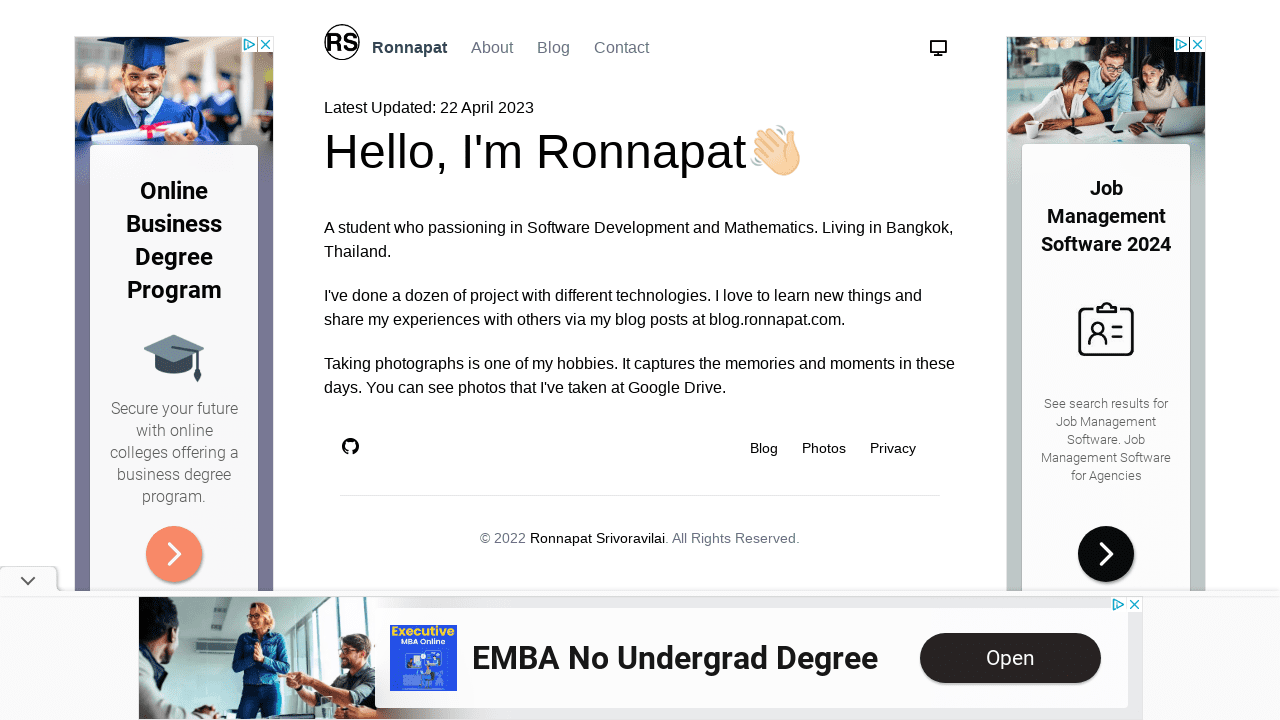 RS Ronnapat About Blog Contact
Latest Updated: 22 April 2023
Hello, I'm Ronnapat👋🏻
A student who passioning in Software Development and Mathematics. Living in Bangkok,
Thailand.
I've done a dozen of project with different technologies. I love to learn new things and
share my experiences with others via my blog posts at blog.ronnapat.com.
Taking photographs is one of my hobbies. It captures the memories and moments in these
days. You can see photos that I've taken at Google Drive.
Blog Photos Privacy
© 2022 Ronnapat Srivoravilai. All Rights Reserved.
Online
Business
Degree
Program
Secure your future
with online
colleges offering a
business degree
program.
Job
Management
Software 2024
See search results for
Job Management
Software. Job
Management Software
for Agencies
Executive
MBA Online
EMBA No Undergrad Degree
Open